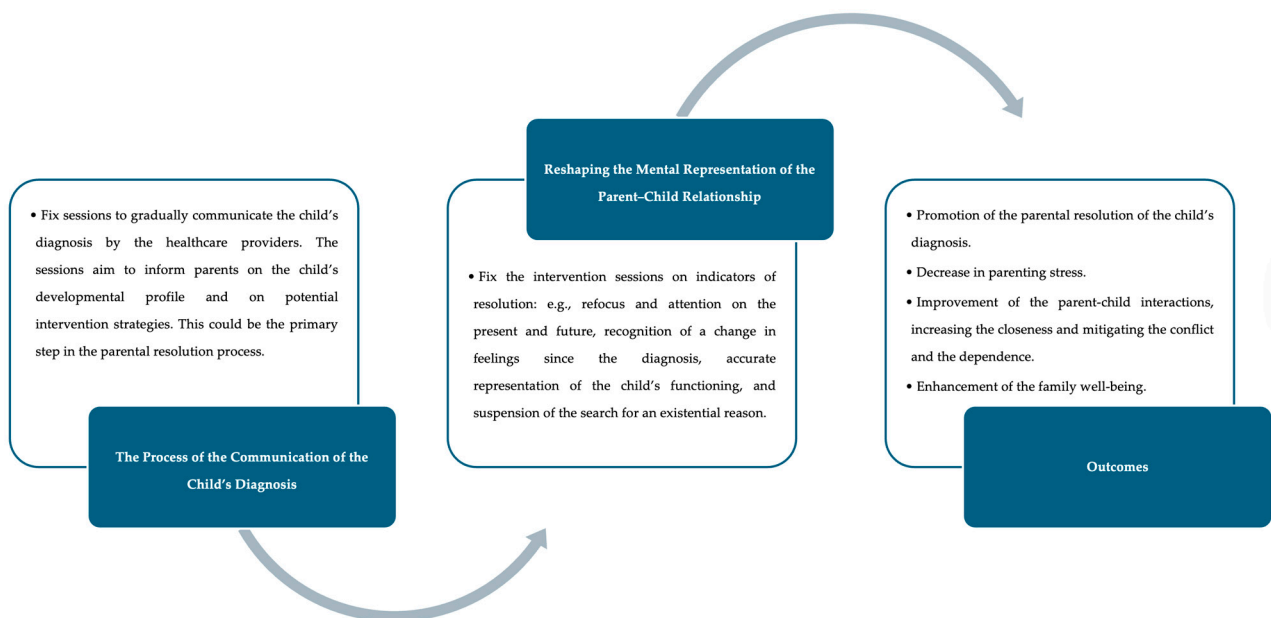 • Fix sessions to gradually communicate the child’s
diagnosis by the healthcare providers. The
sessions aim to inform parents on the child’s
developmental profile and on potential
intervention strategies. This could be the primary
step in the parental resolution process.
The Process of the Communication of the
Child’s Diagnosis
Reshaping the Mental Representation of the
Parent–Child Relationship
• Fix the intervention sessions on indicators of
resolution: e.g., refocus and attention on the
present and future, recognition of a change in
feelings since the diagnosis, accurate
representation of the child’s functioning, and
suspension of the search for an existential reason.
• Promotion of the parental resolution of the child’s
diagnosis.
• Decrease in parenting stress.
• Improvement of the parent-child interactions,
increasing the closeness and mitigating the conflict
and the dependence.
• Enhancement of the family well-being.
Outcomes